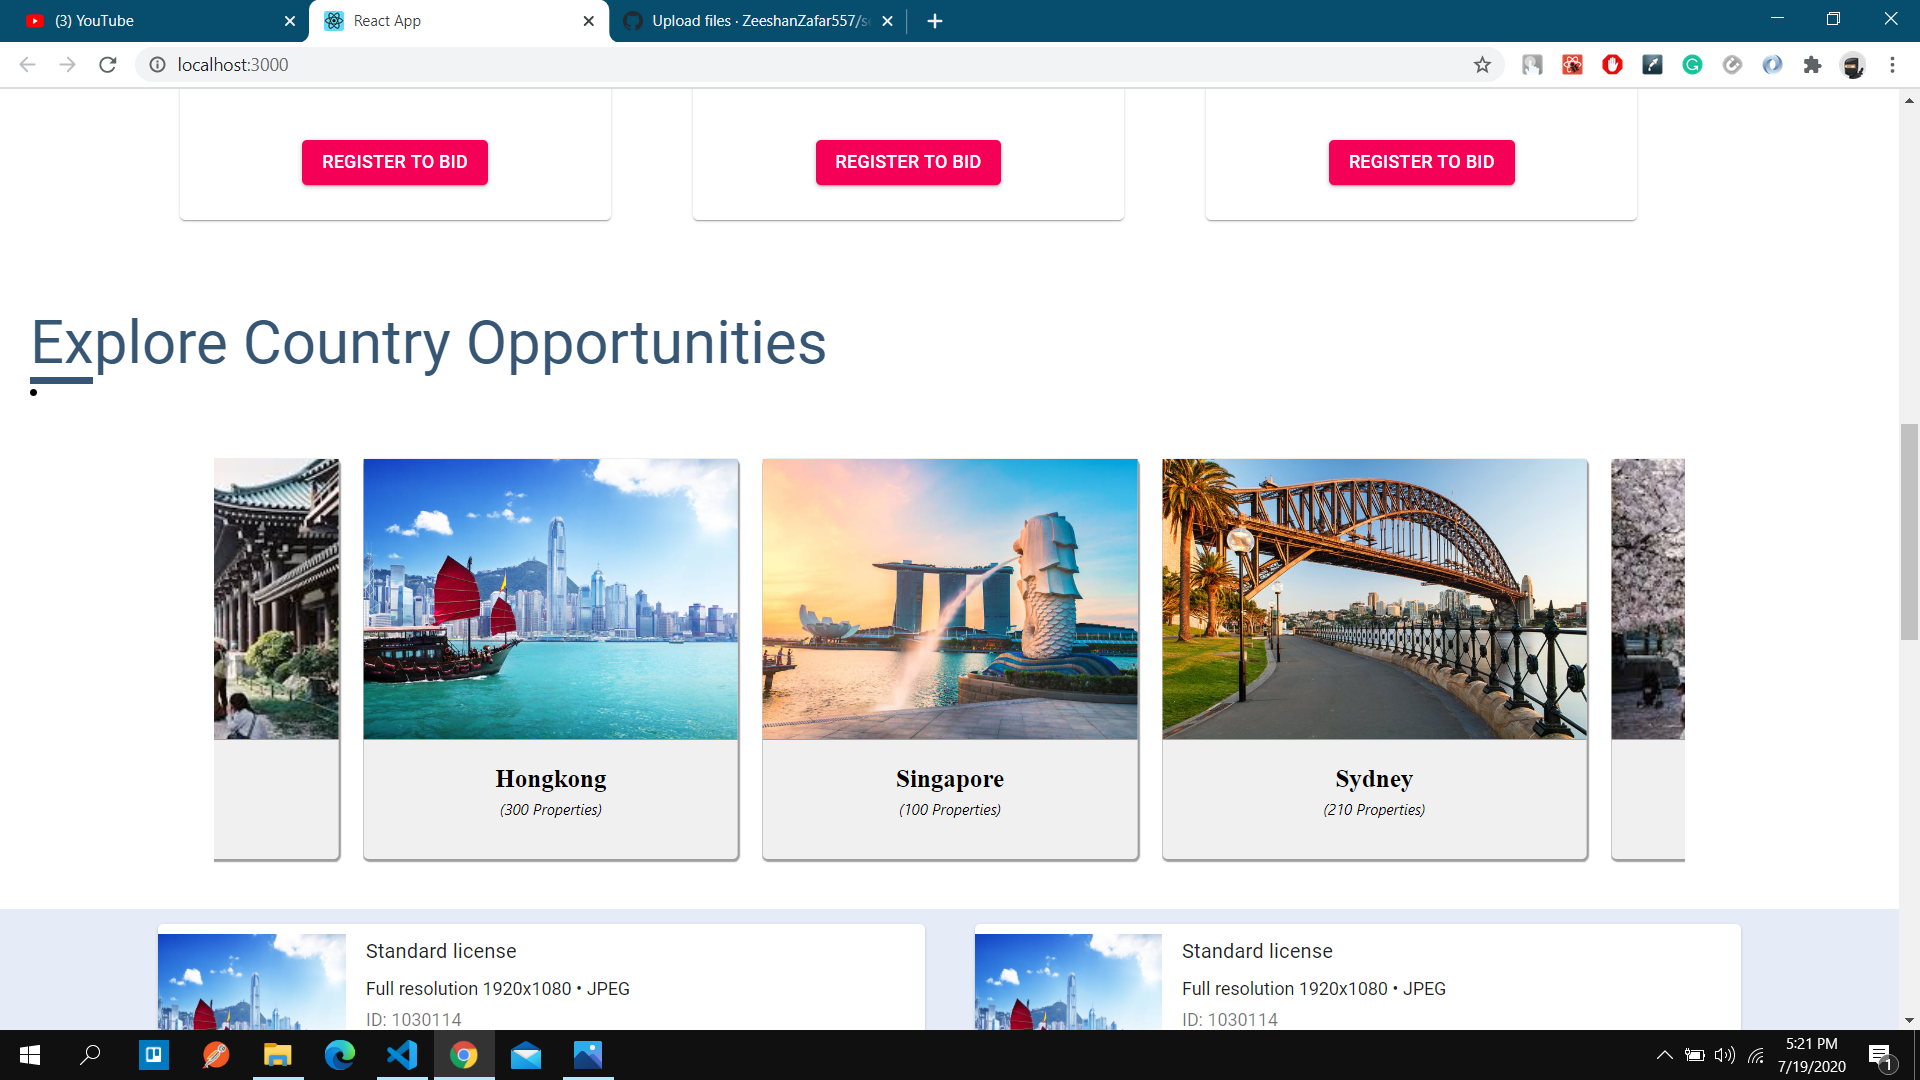 (3) YouTube
React App
Upload files · ZeeshanZafar557/se
localhost:3000
REGISTER TO BID
REGISTER TO BID
REGISTER TO BID
Explore Country Opportunities
Hongkong
(300 Properties)
Singapore
(100 Properties)
Sydney
(210 Properties)
Standard license
Full resolution 1920x1080 • JPEG
ID: 1030114
Standard license
Full resolution 1920x1080 • JPEG
ID: 1030114
5:21 PM
7/19/2020
1